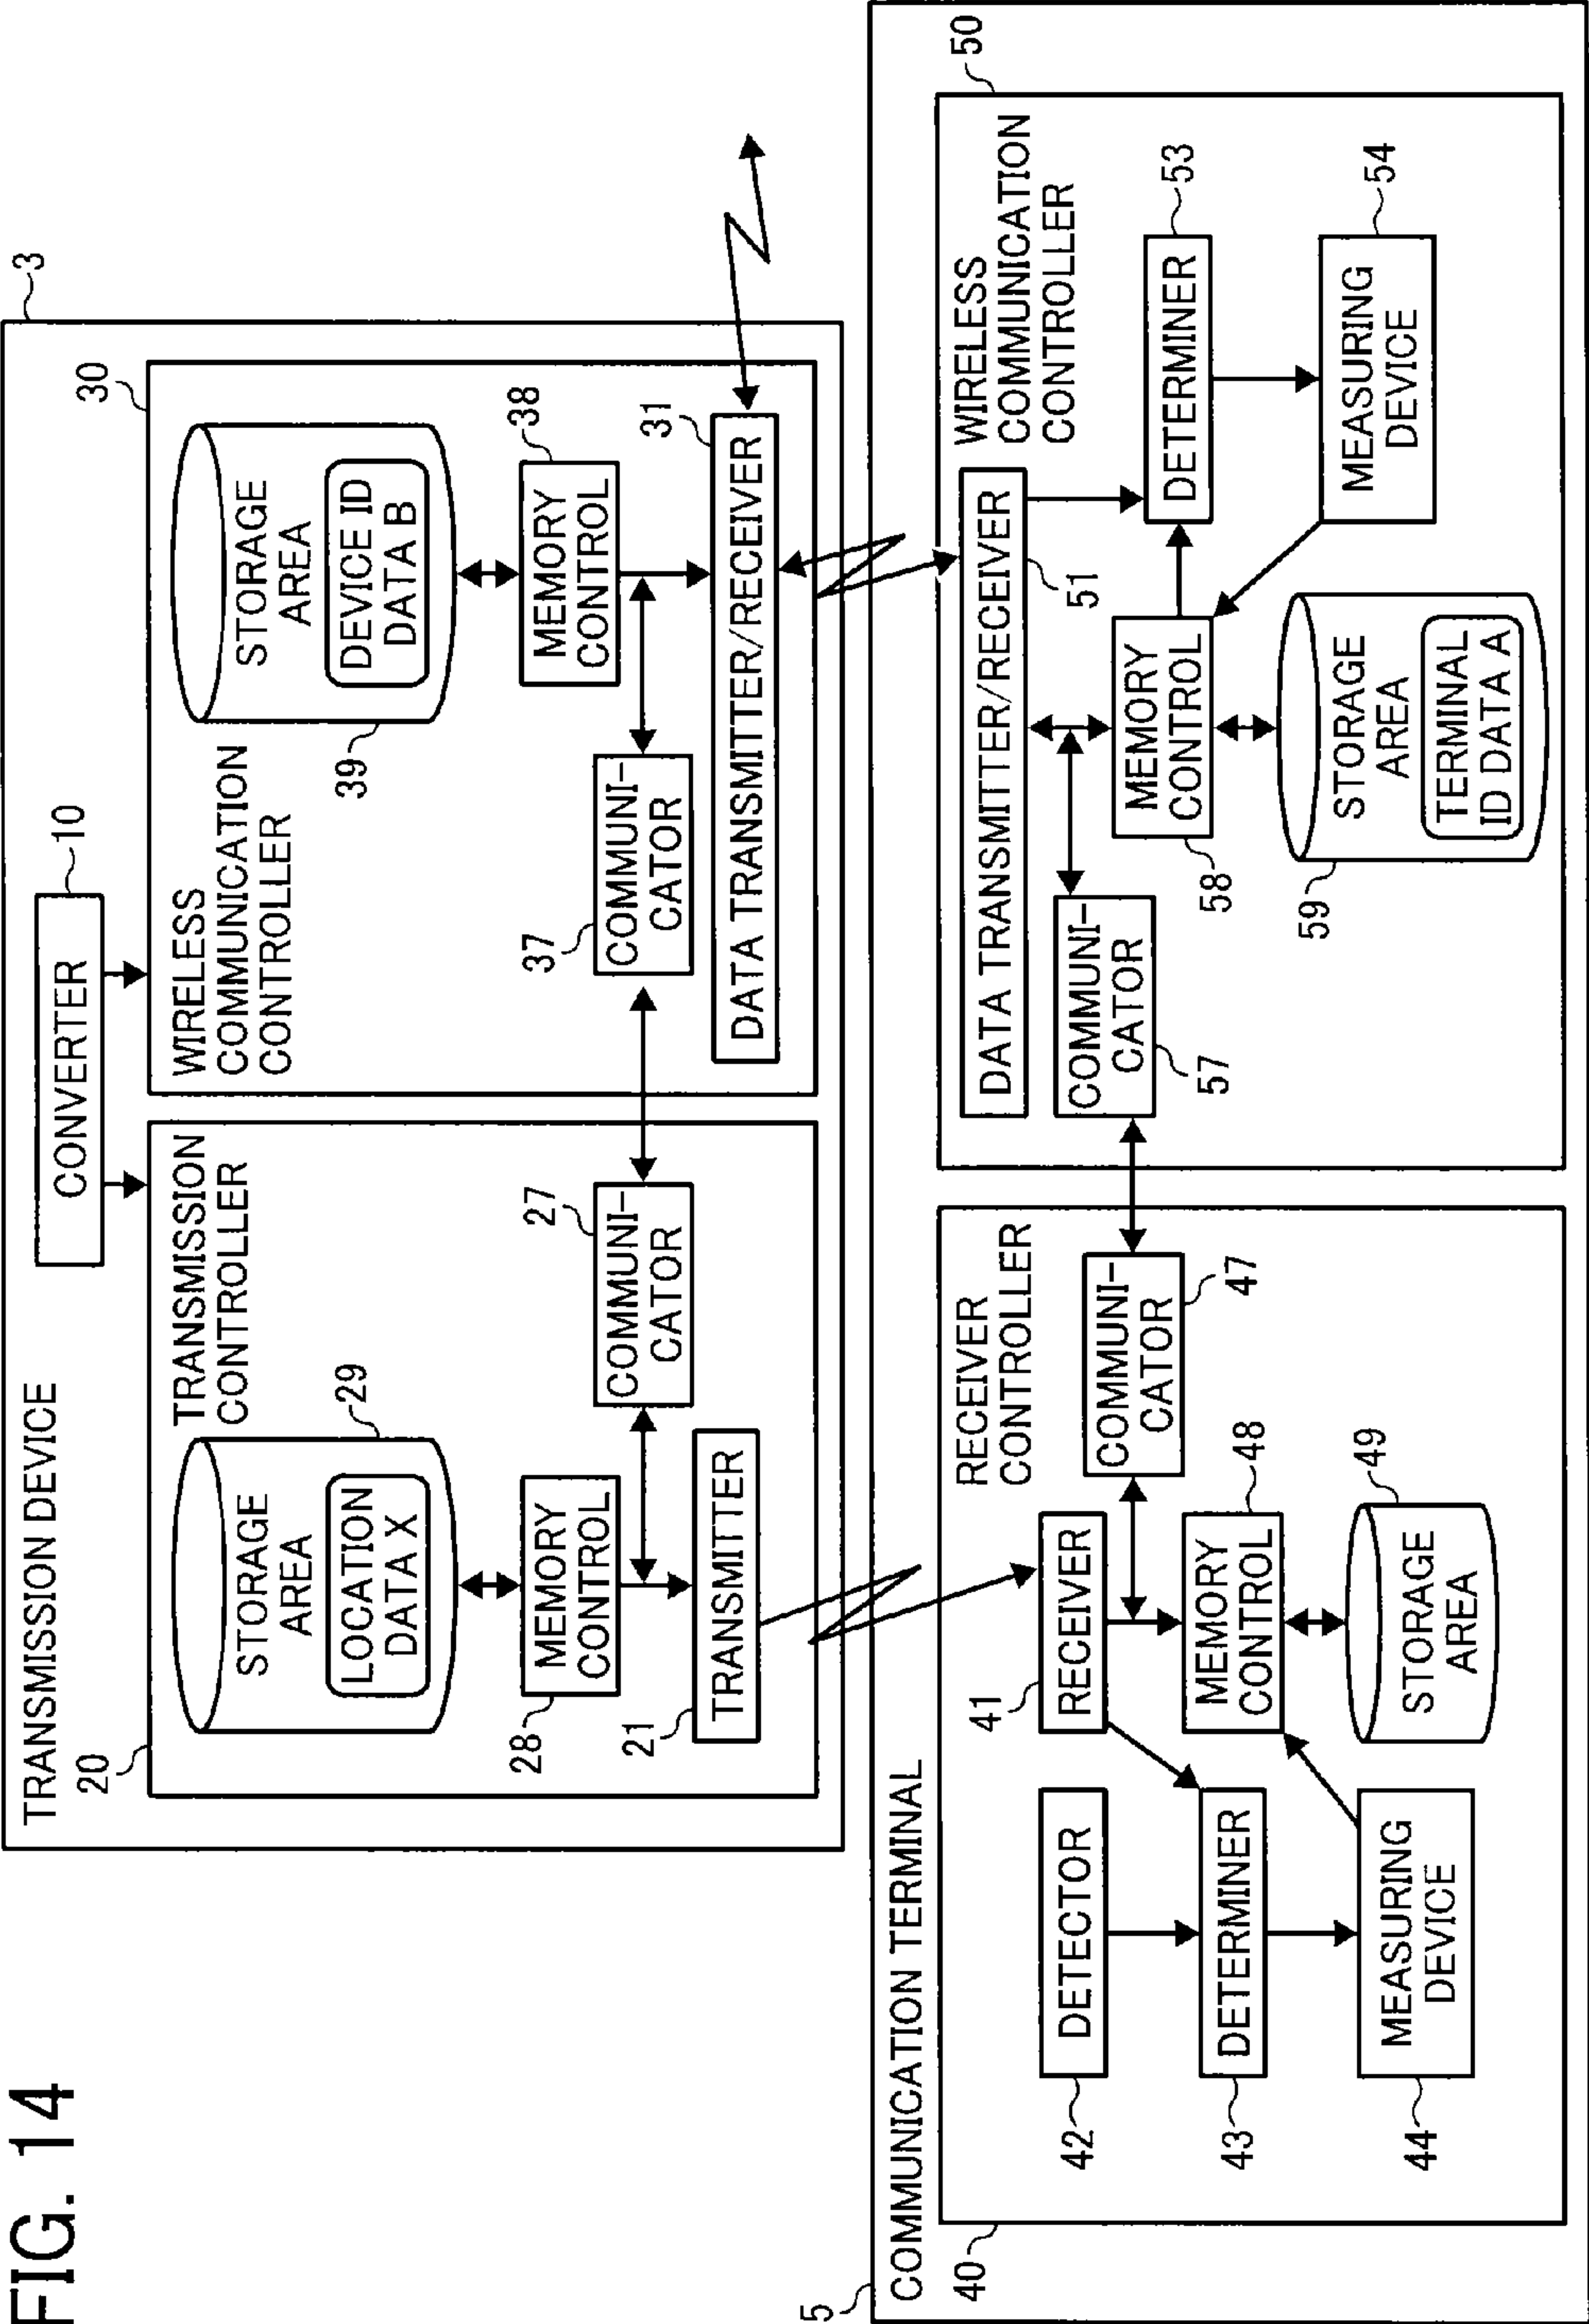 FIG. 14
TRANSMISSION DEVICE
3
CONVERTER
10
20
TRANSMISSION
CONTROLLER
STORAGE
AREA
LOCATION
DATA X
29
MEMORY
CONTROL
28
COMMUNI-
CATOR
27
TRANSMITTER
21
30
WIRELESS
COMMUNICATION
CONTROLLER
STORAGE
AREA
DEVICE ID
DATA B
39
MEMORY
CONTROL
38
COMMUNI-
CATOR
37
DATA TRANSMITTER/RECEIVER
31
5
COMMUNICATION TERMINAL
40
RECEIVER
CONTROLLER
RECEIVER
41
DETECTOR
42
DETERMINER
43
MEASURING
DEVICE
44
COMMUNI-
CATOR
47
MEMORY
CONTROL
48
STORAGE
AREA
49
50
WIRELESS
COMMUNICATION
CONTROLLER
DATA TRANSMITTER/RECEIVER
51
DETERMINER
53
MEASURING
DEVICE
54
COMMUNI-
CATOR
57
MEMORY
CONTROL
58
STORAGE
AREA
TERMINAL
ID DATA A
59